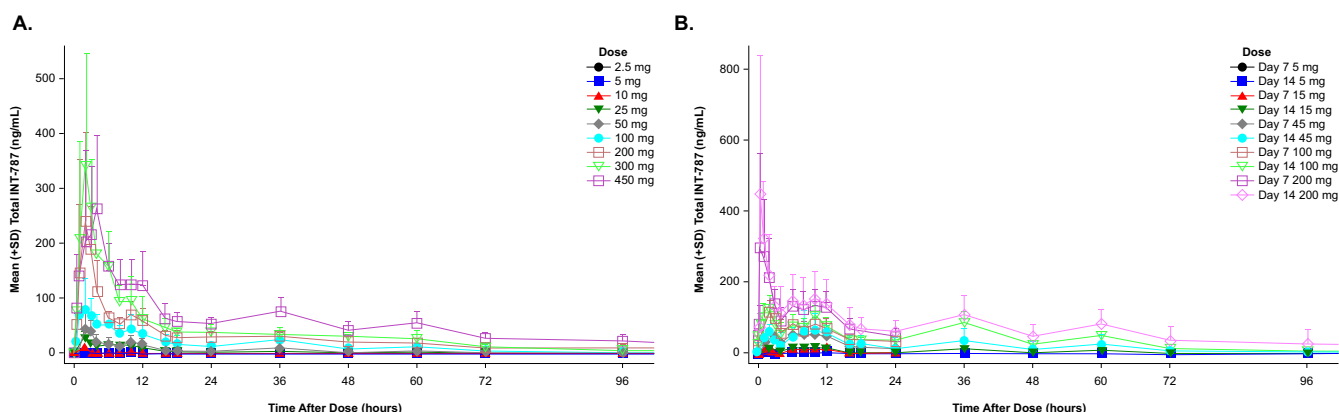 A.
Mean (+SD) Total INT-787 (ng/mL)
500
400
300
200
100
0
0
12
24
36
48
60
72
96
Time After Dose (hours)
Dose
2.5 mg
5 mg
10 mg
25 mg
50 mg
100 mg
200 mg
300 mg
450 mg
B.
Mean (+SD) Total INT-787 (ng/mL)
800
600
400
200
0
0
12
24
36
48
60
72
96
Time After Dose (hours)
Dose
Day 7 5 mg
Day 14 5 mg
Day 7 15 mg
Day 14 15 mg
Day 7 45 mg
Day 14 45 mg
Day 7 100 mg
Day 14 100 mg
Day 7 200 mg
Day 14 200 mg